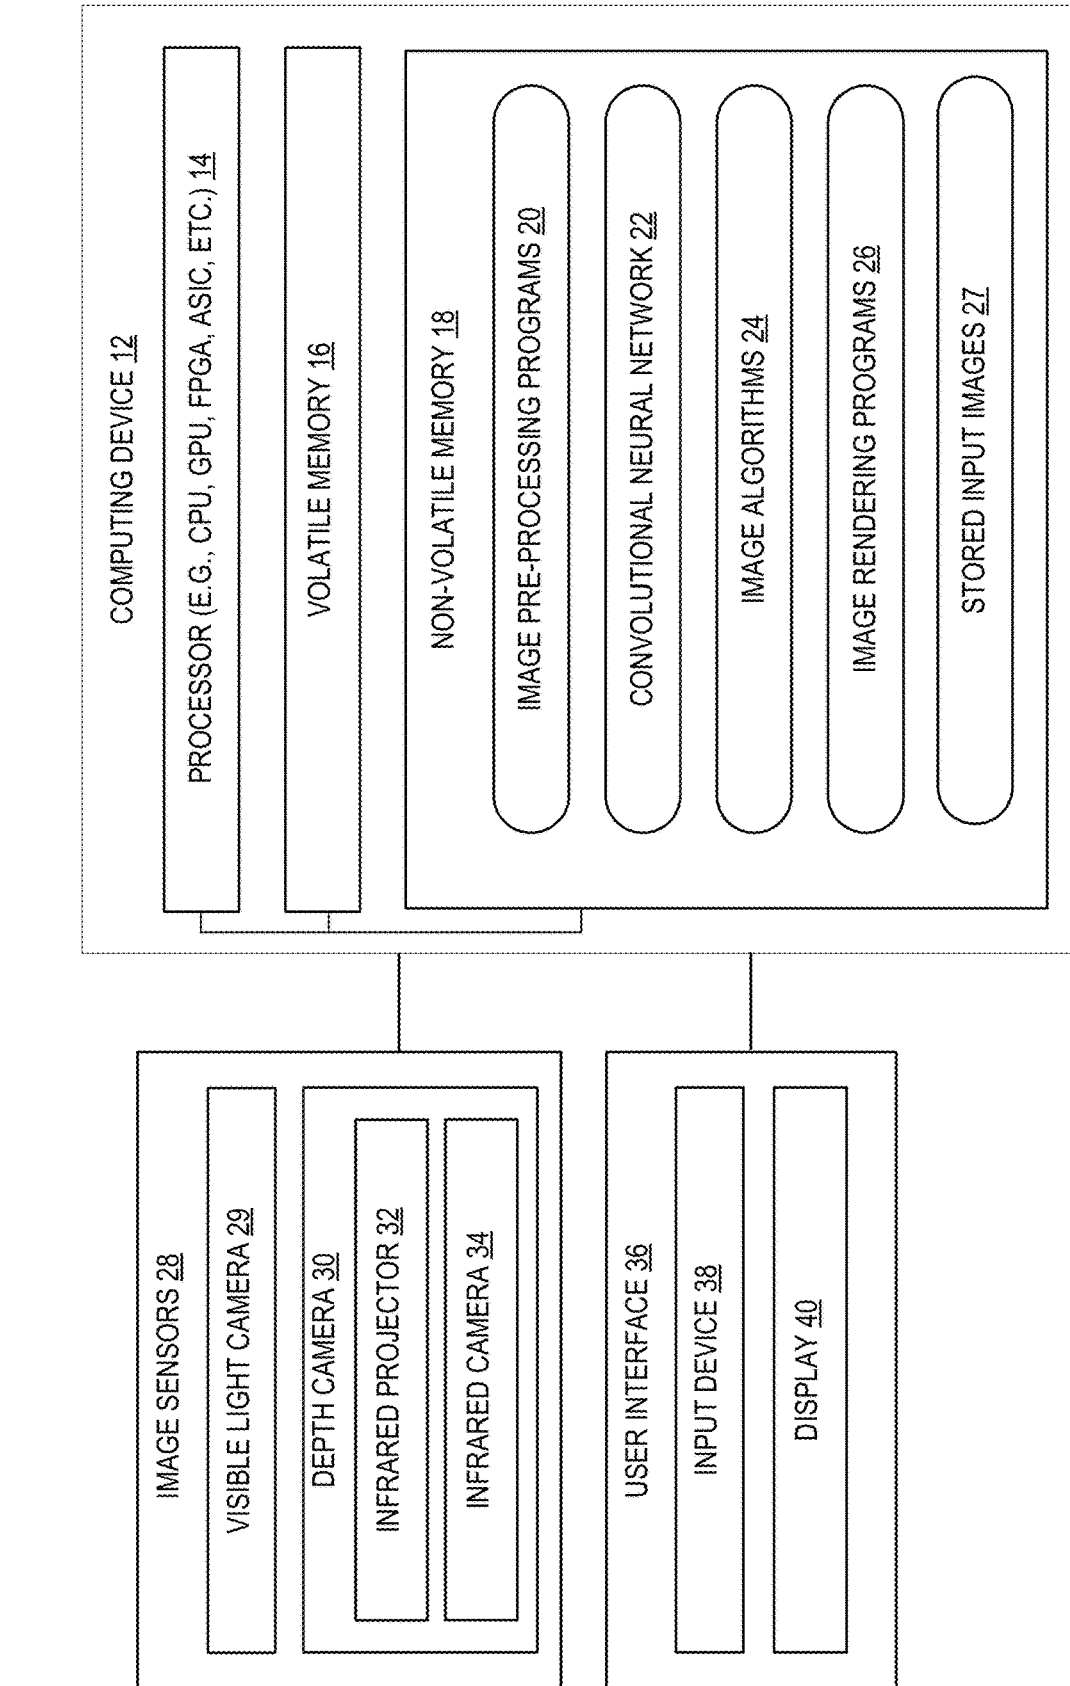 COMPUTING DEVICE 12
PROCESSOR (E.G., CPU, GPU, FPGA, ASIC, ETC.) 14
VOLATILE MEMORY 16
NON-VOLATILE MEMORY 18
IMAGE PRE-PROCESSING PROGRAMS 20
CONVOLUTIONAL NEURAL NETWORK 22
IMAGE ALGORITHMS 24
IMAGE RENDERING PROGRAMS 26
STORED INPUT IMAGES 27
IMAGE SENSORS 28
VISIBLE LIGHT CAMERA 29
DEPTH CAMERA 30
INFRARED PROJECTOR 32
INFRARED CAMERA 34
USER INTERFACE 36
INPUT DEVICE 38
DISPLAY 40